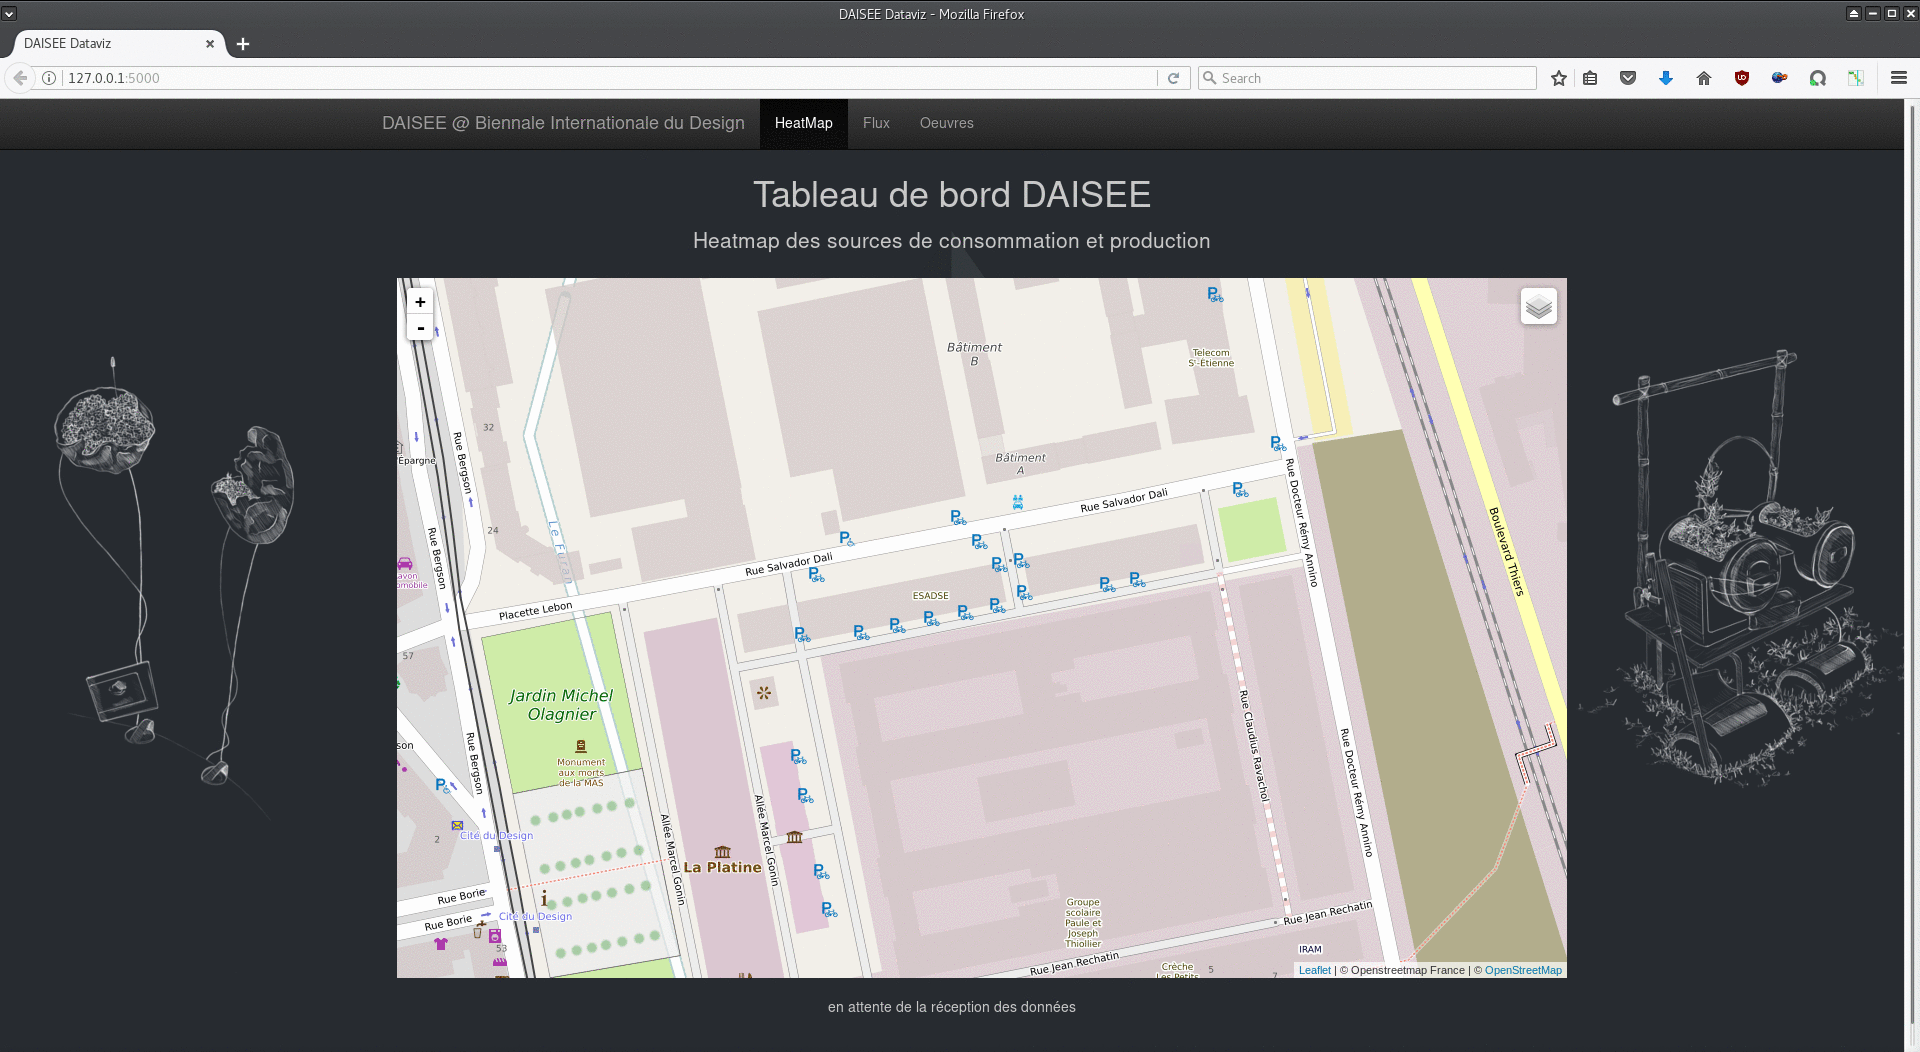 DAISEE Dataviz - Mozilla Firefox
DAISEE Dataviz
127.0.0.1:5000
Search
DAISEE @ Biennale Internationale du Design
HeatMap
Flux
Oeuvres
Tableau de bord DAISEE
Heatmap des sources de consommation et production
+
-
Bâtiment
B
Telecom
St-Etienne
32
Rue Bergson
Épargne
Bâtiment
A
Rue Salvador Dali
Rue Docteur Rémy Annino
Boulevard Thiers
24
Rue Bergson
Le Furan
Rue Salvador Dali
ESADSE
Placette Lebon
57
Jardin Michel
Olagnier
Monument
aux morts
de la MAS
Rue Bergson
son
Rue Claudius Ravachol
Rue Docteur Rémy Annino
Allée Marcel Gonin
Allée Marcel Gonin
2
Cité du Design
La Platine
Rue Borie
Rue Borie
Cité du Design
53
Groupe
scolaire
Paule et
Joseph
Thiollier
Rue Jean Rechatin
Rue Jean Rechatin
IRAM
Crèche
Les Petits
5
7
Leaflet | © Openstreetmap France | © OpenStreetMap
en attente de la réception des données